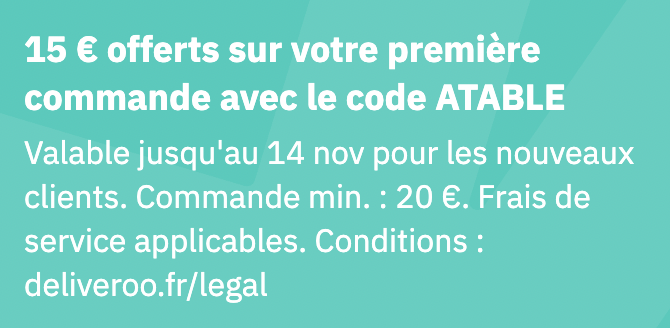 15 € offerts sur votre première
commande avec le code ATABLE
Valable jusqu'au 14 nov pour les nouveaux
clients. Commande min. : 20 €. Frais de
service applicables. Conditions :
deliveroo.fr/legal